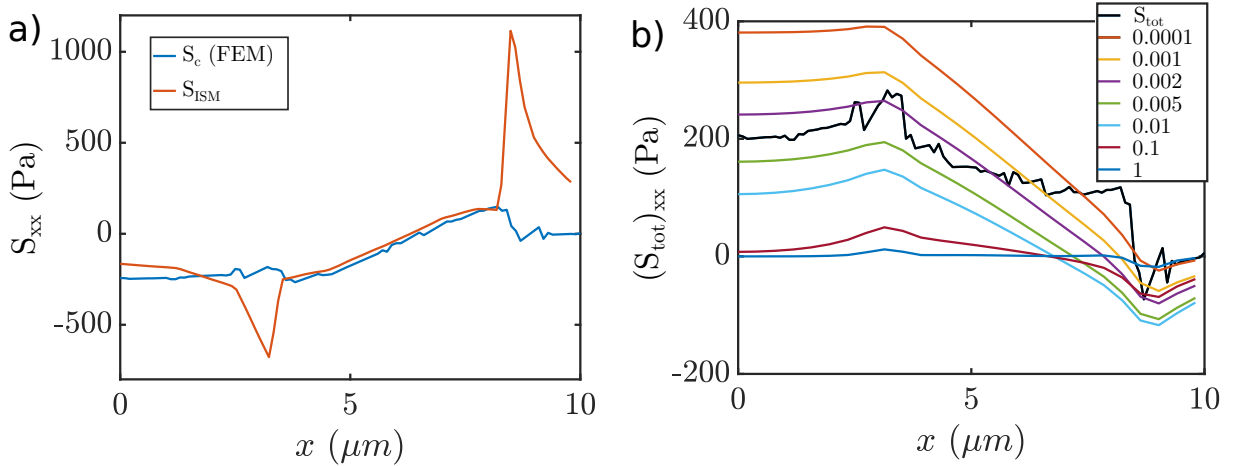 a)
S_xx (Pa)
1000
500
0
-500
S_c (FEM)
S_ISM
0
5
10
x (μm)
b)
(S_tot)_xx (Pa)
400
200
0
-200
S_tot
0.0001
0.001
0.002
0.005
0.01
0.1
1
0
5
10
x (μm)